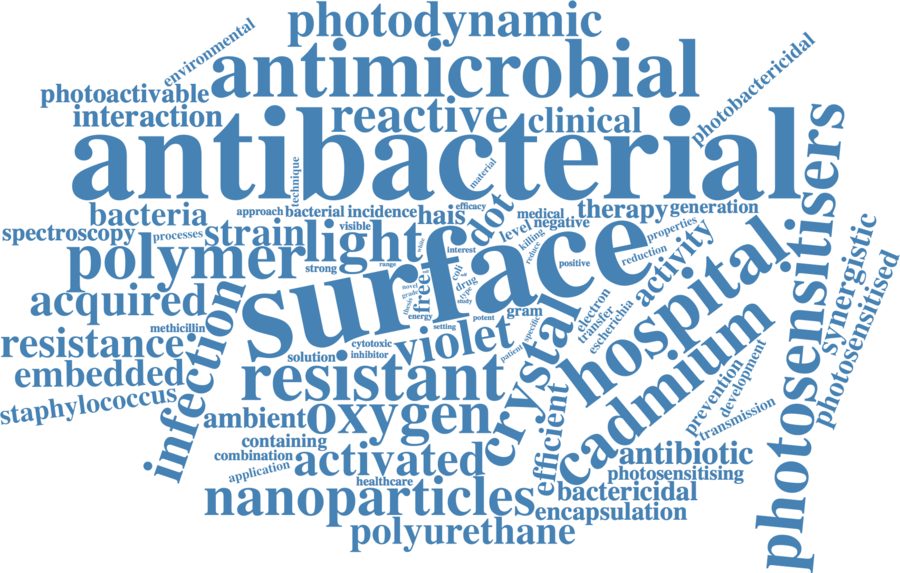 photodynamic
environmental
antimicrobial
photobactericidal
photoactivable
interaction
reactive
clinical
antibacterial
photosensitisers
technique
material
bacteria
approach
bacterial
incidence
hais
efficacy
dot
medical
therapy
generation
spectroscopy
processes
strain
visible
light
level
negative
killing
reduce
properties
polymer
strong
range
interest
surface
positive
reduction
activity
hospital
synergistic
photosensitised
acquired
infection
novel
grade
thesis
free
energy
coli
drug
type
study
electron
transfer
escherichia
methicillin
setting
potent
gram
specific
patient
resistance
solution
cytotoxic
inhibitor
violet
crystal
cadmium
embedded
resistant
prevention
development
transmission
staphylococcus
ambient
oxygen
efficient
containing
combination
application
activated
healthcare
antibiotic
photosensitising
nanoparticles
bactericidal
encapsulation
polyurethane